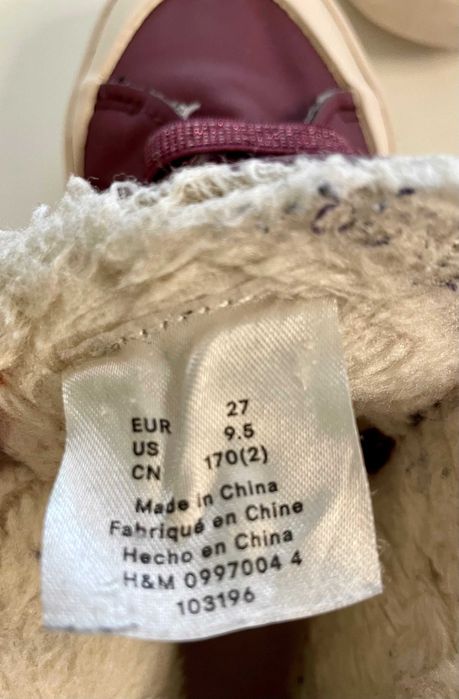 EUR 27
US 9.5
CN 170(2)
Made in China
Fabriqué en Chine
Hecho en China
H&M 0997004 4
103196